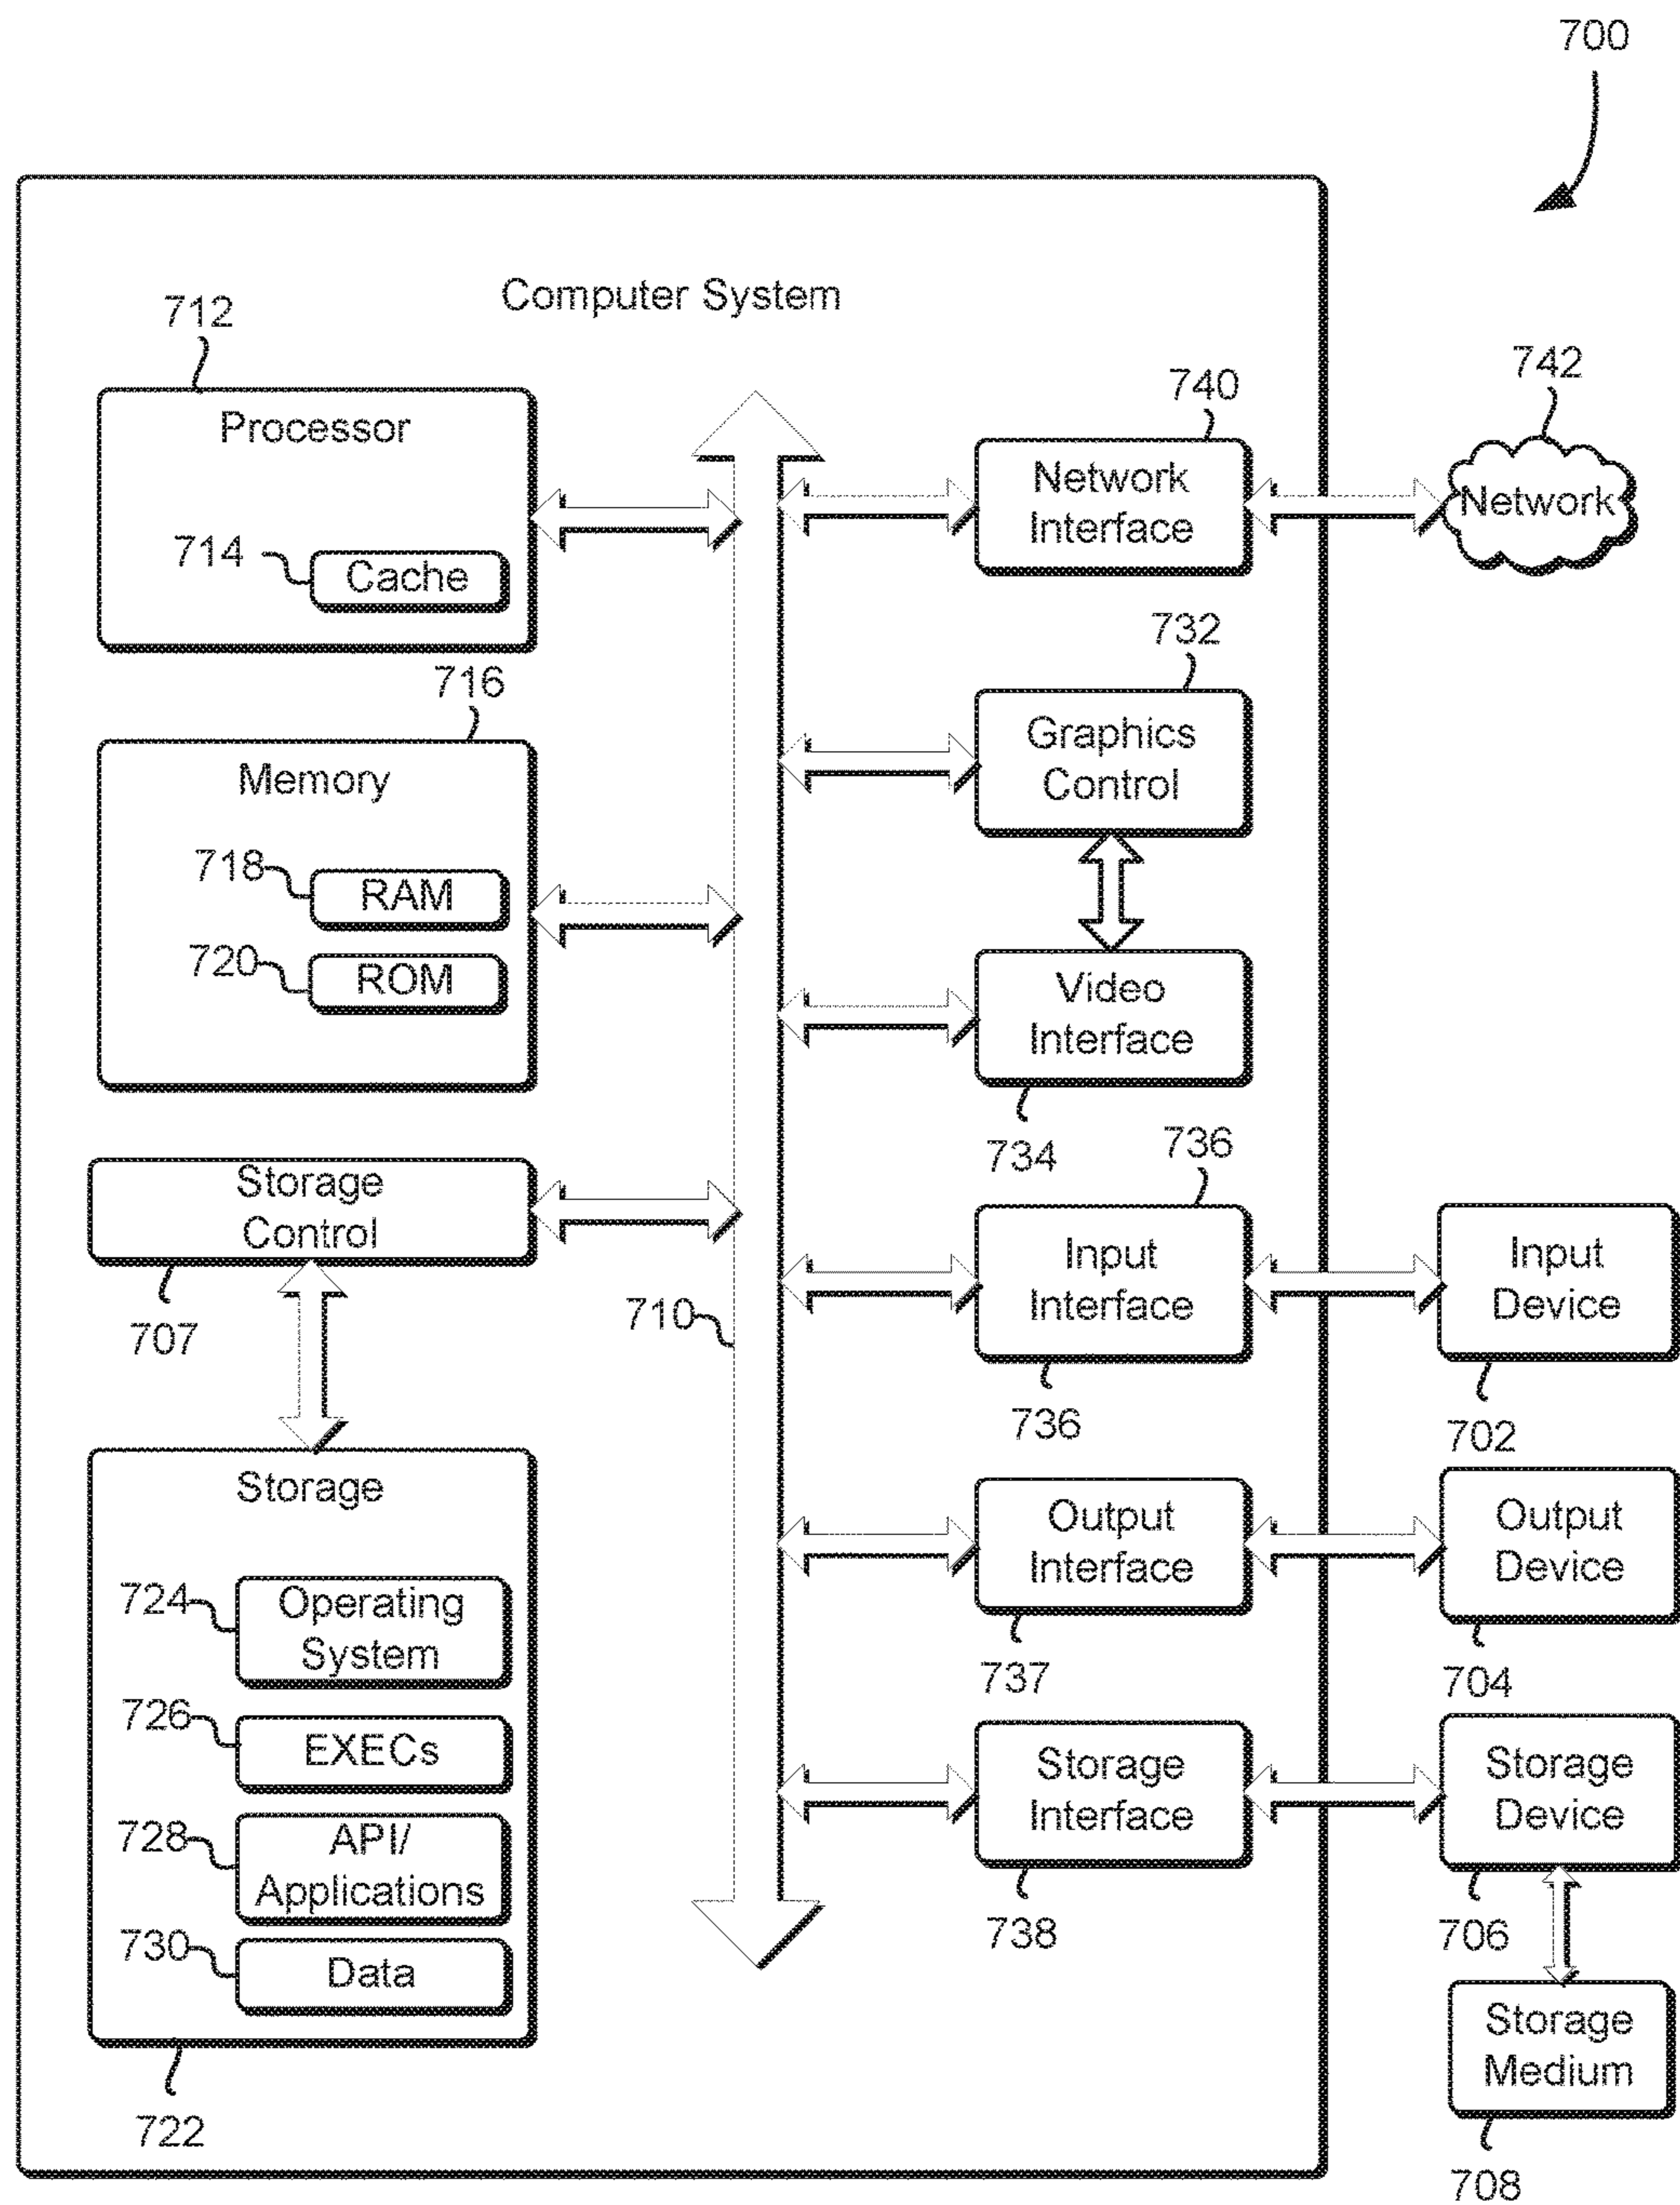 700
Computer System
712
Processor
714
Cache
716
Memory
718
RAM
720
ROM
Storage
Control
707
710
Storage
724
Operating
System
726
EXECs
728
API/
Applications
730
Data
722
740
Network
Interface
742
Network
732
Graphics
Control
Video
Interface
734
736
Input
Interface
736
Input
Device
702
Output
Interface
737
Output
Device
704
Storage
Interface
738
Storage
Device
706
Storage
Medium
708